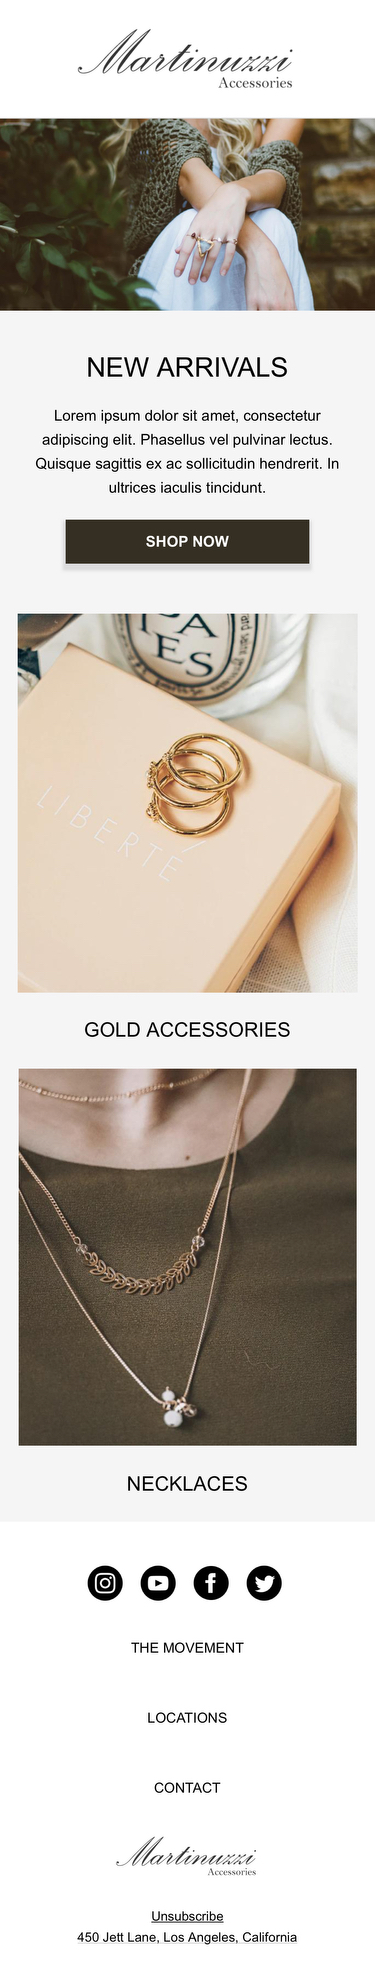 Martinuzzi
Accessories
NEW ARRIVALS
Lorem ipsum dolor sit amet, consectetur
adipiscing elit. Phasellus vel pulvinar lectus.
Quisque sagittis ex ac sollicitudin hendrerit. In
ultrices iaculis tincidunt.
SHOP NOW
ES
LIBERTÉ
GOLD ACCESSORIES
NECKLACES
THE MOVEMENT
LOCATIONS
CONTACT
Martinuzzi
Accessories
Unsubscribe
450 Jett Lane, Los Angeles, California